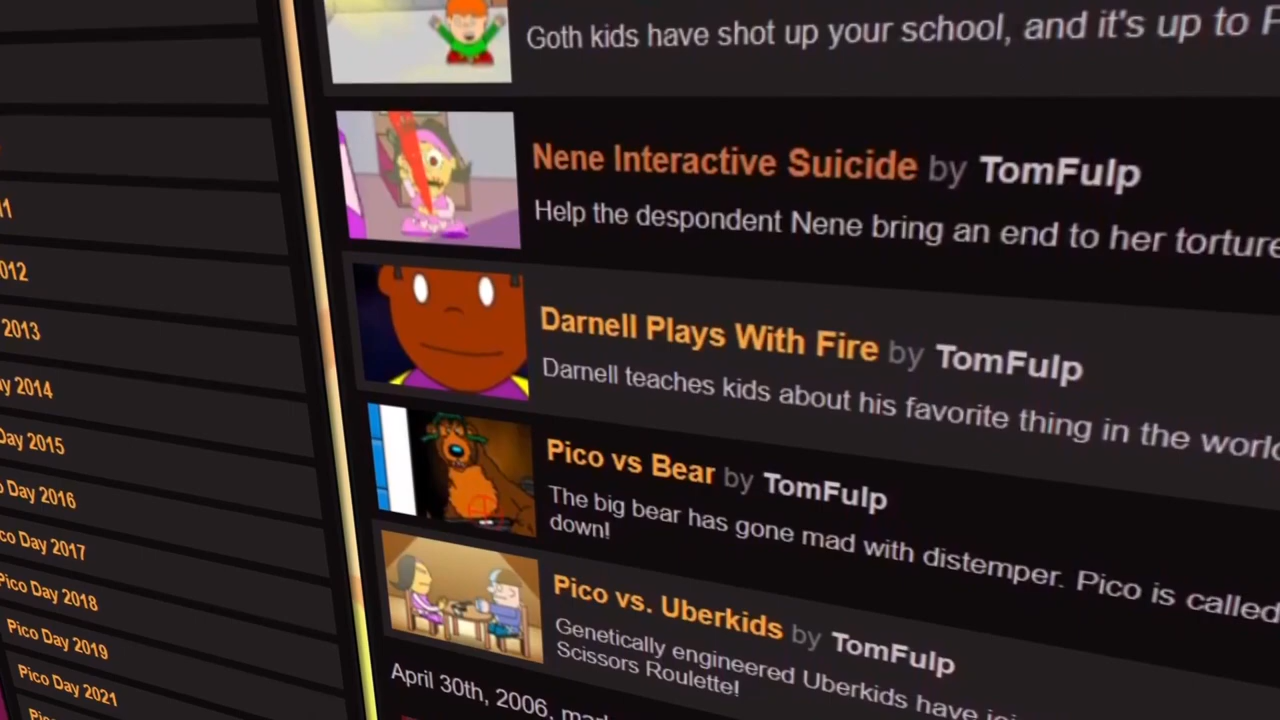 11
012
2013
ay 2014
Day 2015
o Day 2016
co Day 2017
Pico Day 2018
Pico Day 2019
Pico Day 2021
Goth kids have shot up your school, and it's up to
Nene Interactive Suicide by TomFulp
Help the despondent Nene bring an end to her torture
Darnell Plays With Fire by TomFulp
Darnell teaches kids about his favorite thing in the world
Pico vs Bear by TomFulp
The big bear has gone mad with distemper. Pico is called
down!
Pico vs. Uberkids by TomFulp
Genetically engineered Uberkids have
Scissors Roulette!
April 30th, 2006,